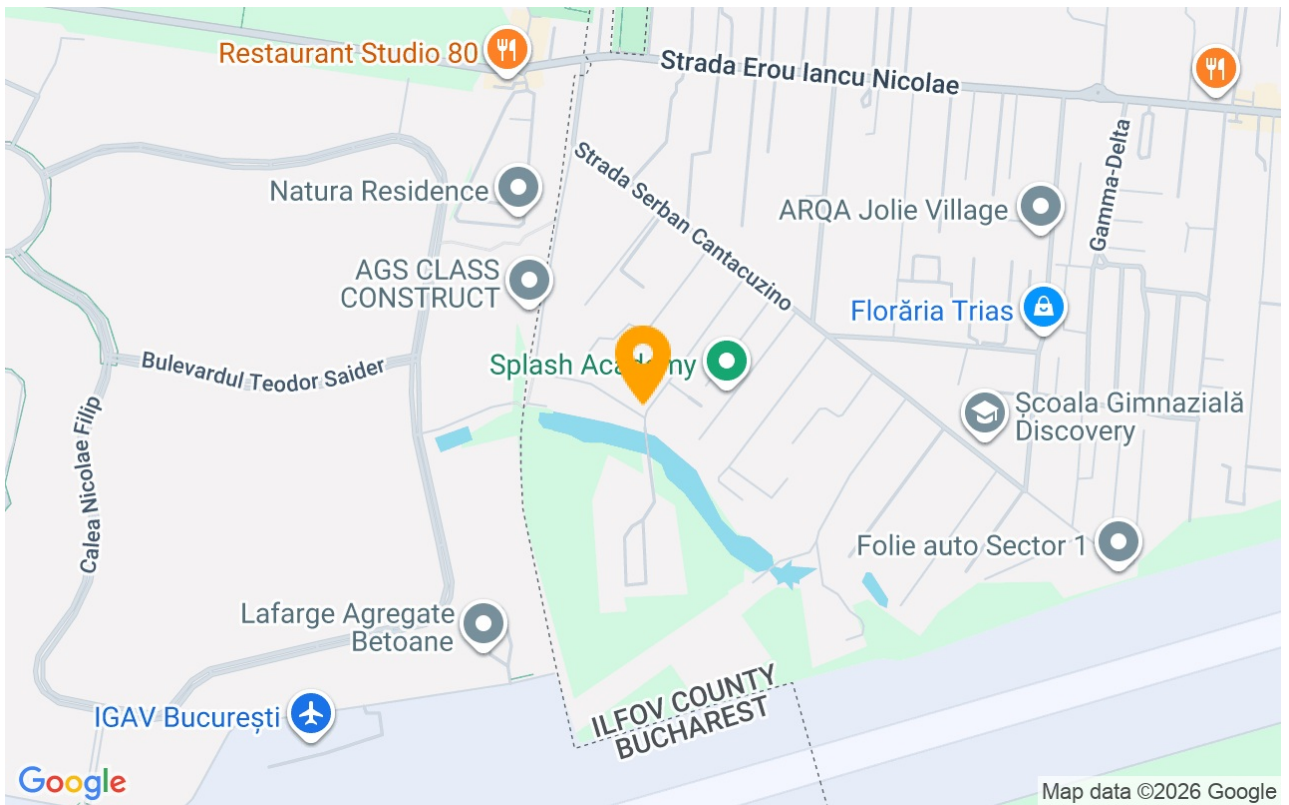 Restaurant Studio 80
Strada Erou Iancu Nicolae
Strada Serban Cantacuzino
Gamma-Delta
Natura Residence
ARQA Jolie Village
AGS CLASS
CONSTRUCT
Florăria Trias
Splash Academy
Bulevardul Teodor Saider
Școala Gimnazială
Discovery
Calea Nicolae Filip
Folie auto Sector 1
Lafarge Agregate
Betoane
ILFOV COUNTY
BUCHAREST
IGAV București
Google
Map data ©2026 Google